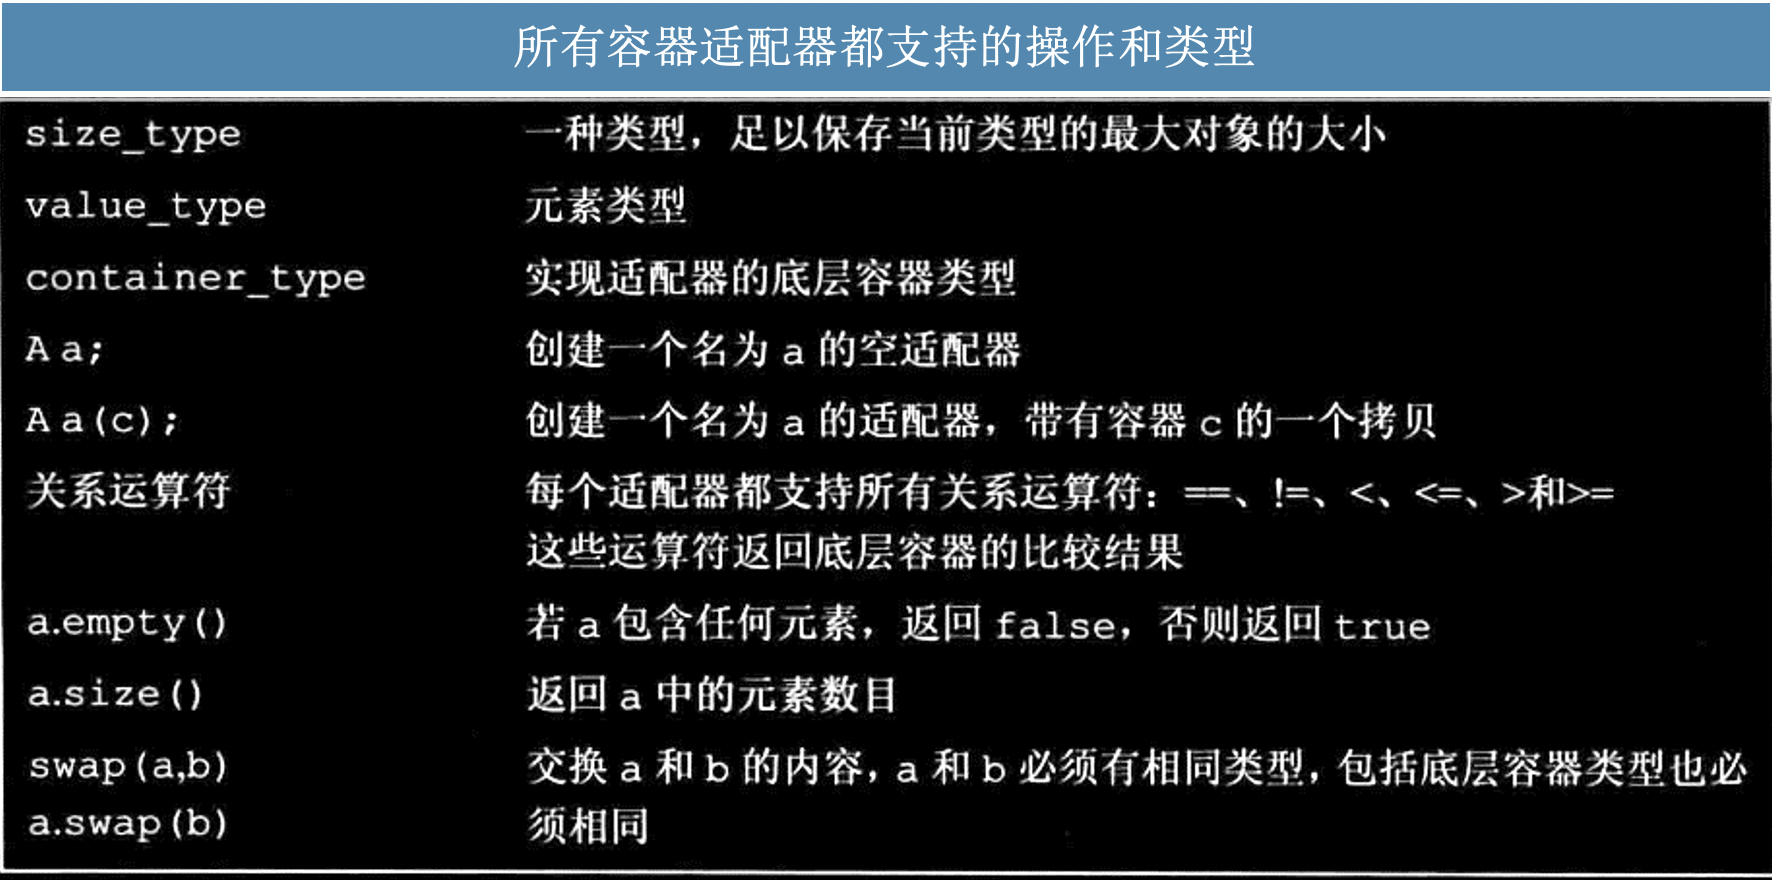 所有容器适配器都支持的操作和类型
size_type 一种类型，足以保存当前类型的最大对象的大小
value_type 元素类型
container_type 实现适配器的底层容器类型
A a; 创建一个名为 a 的空适配器
A a(c); 创建一个名为 a 的适配器，带有容器 c 的一个拷贝
关系运算符 每个适配器都支持所有关系运算符：==、!=、<、<=、>和>=
这些运算符返回底层容器的比较结果
a.empty() 若 a 包含任何元素，返回 false，否则返回 true
a.size() 返回 a 中的元素数目
swap(a,b) 交换 a 和 b 的内容，a 和 b 必须有相同类型，包括底层容器类型也必
a.swap(b) 须相同